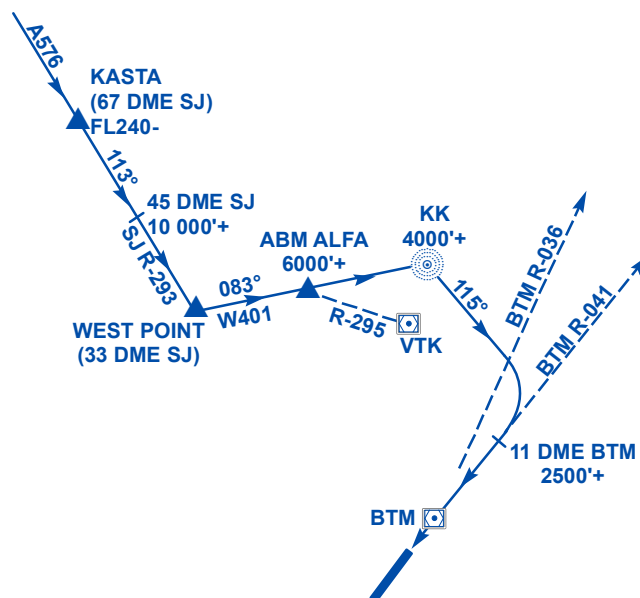 A576
KASTA
(67 DME SJ)
FL240-
113°
45 DME SJ
10 000'+
SJ R-293
WEST POINT
(33 DME SJ)
083°
W401
ABM ALFA
6000'+
R-295
VTK
KK
4000'+
115°
BTM R-036
BTM R-041
11 DME BTM
2500'+
BTM